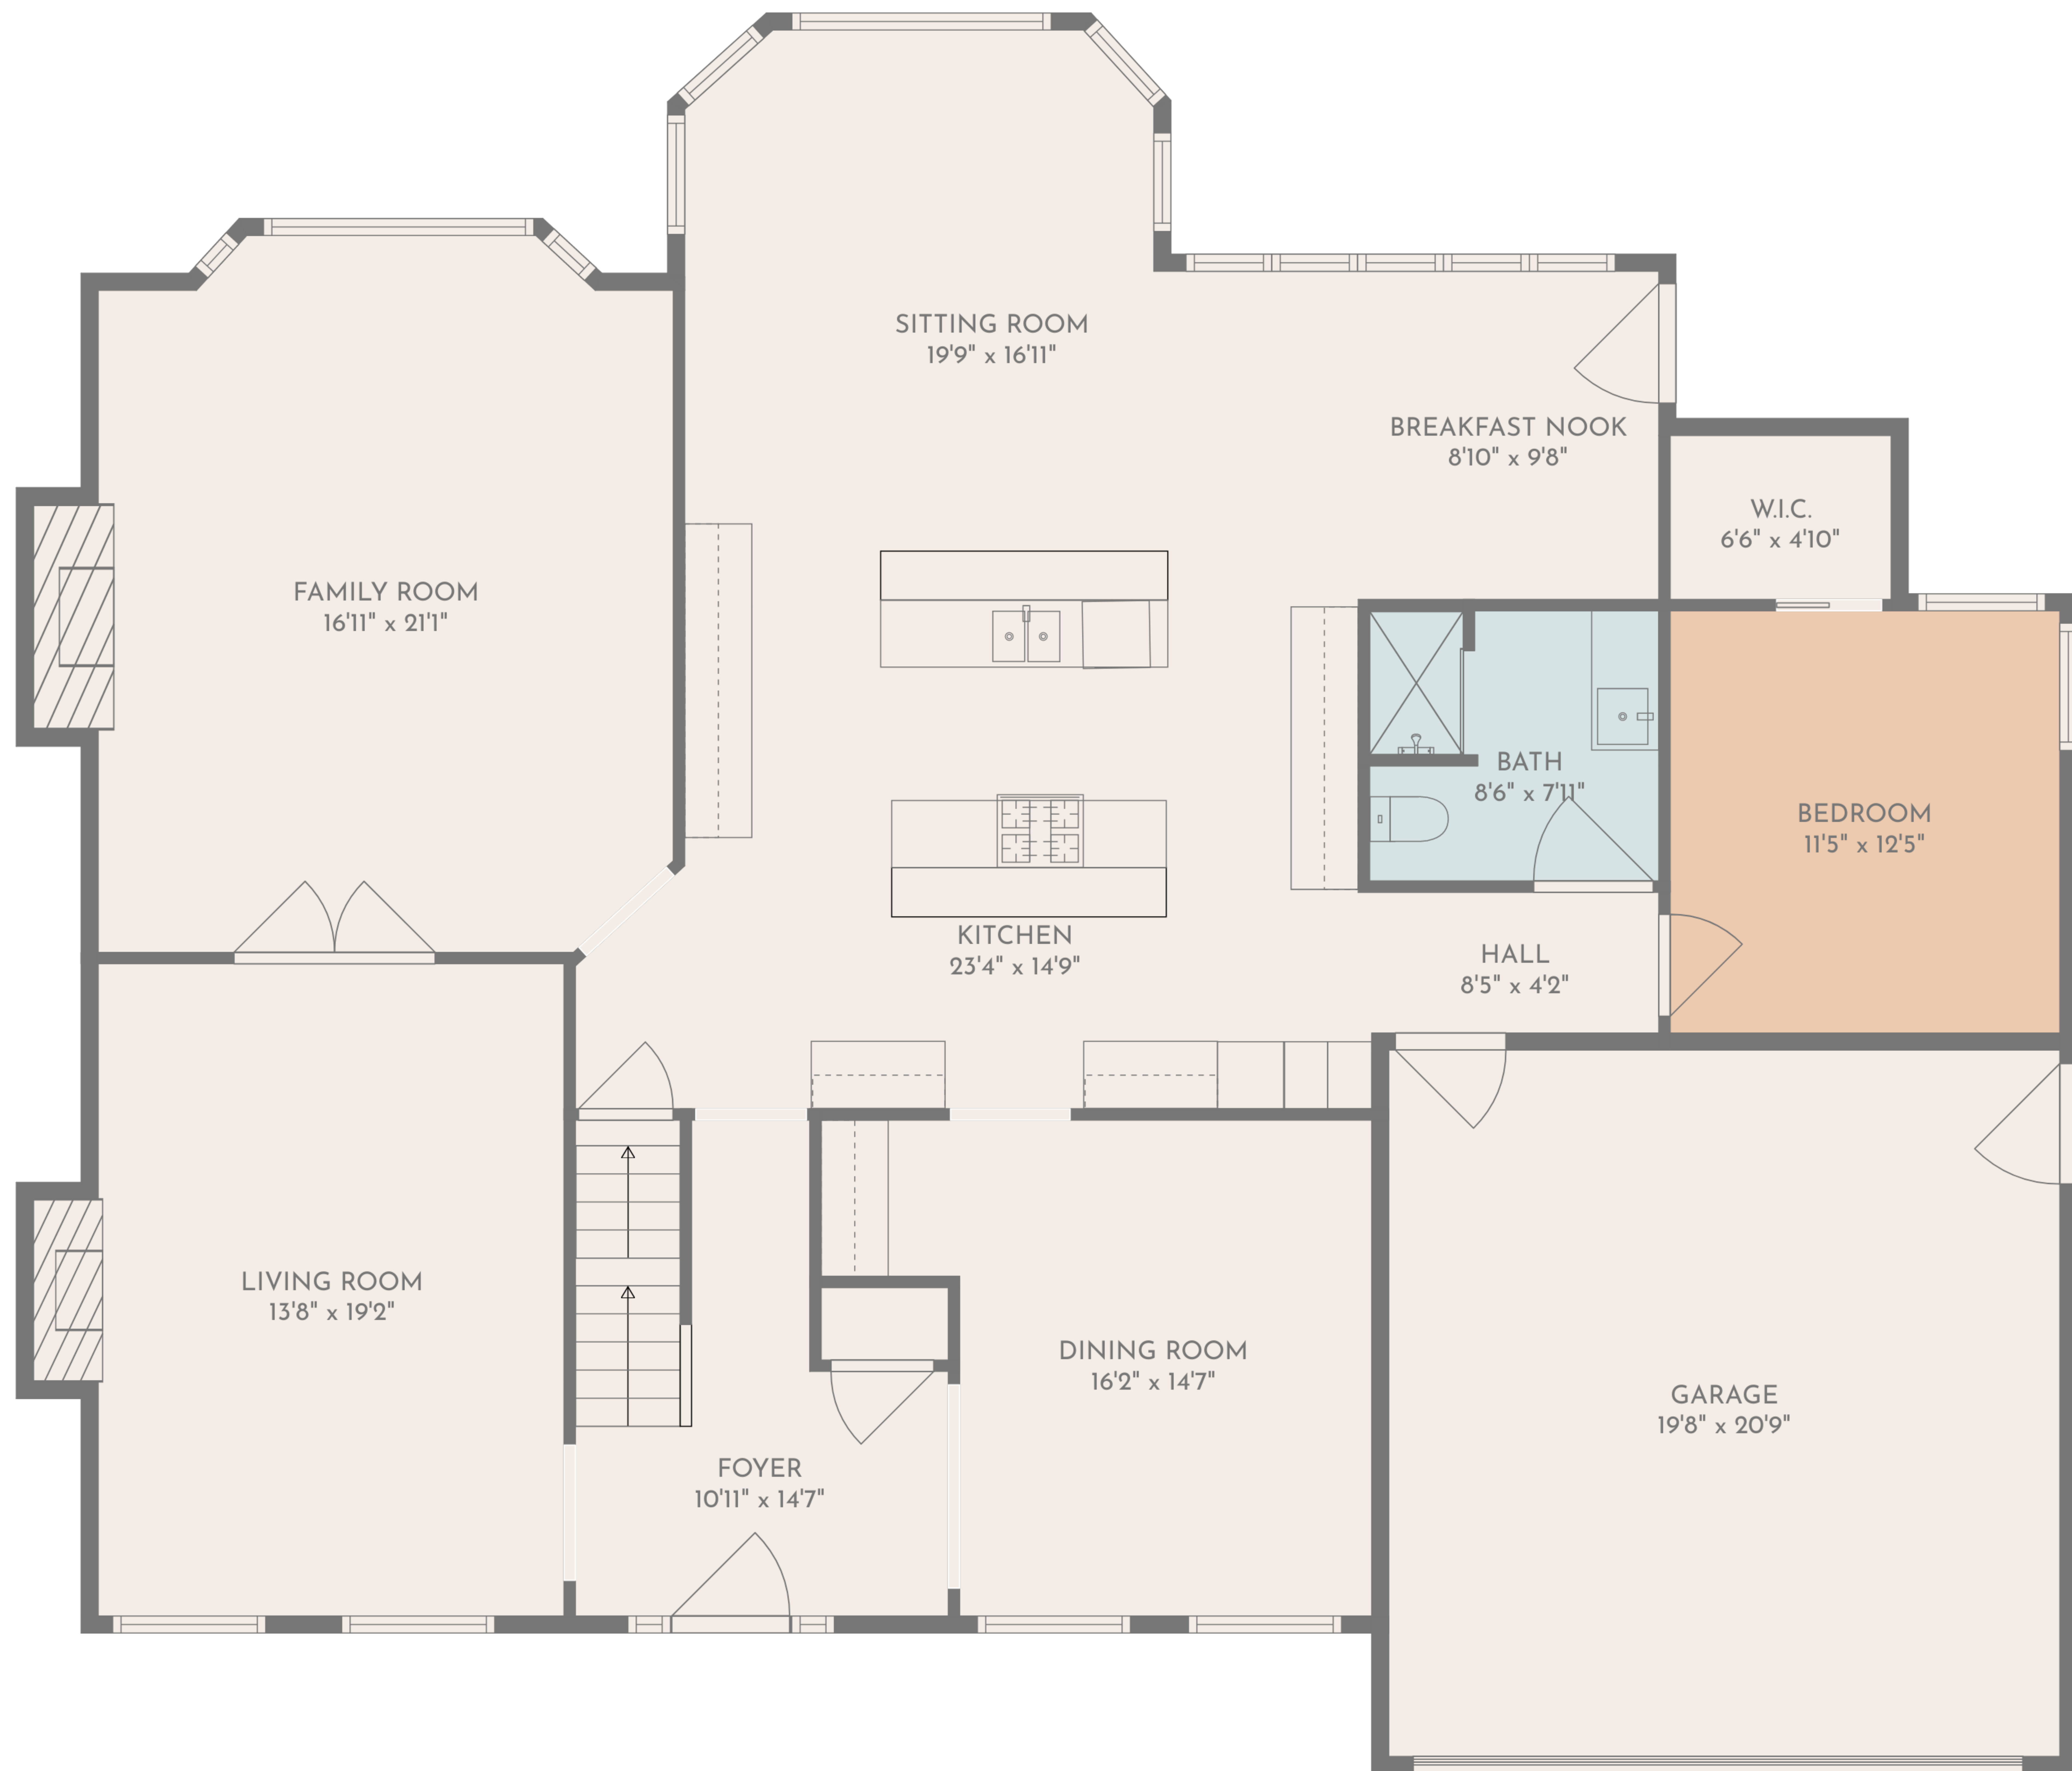 SITTING ROOM
19'9" x 16'11"
BREAKFAST NOOK
8'10" x 9'8"
W.I.C.
6'6" x 4'10"
FAMILY ROOM
16'11" x 21'1"
BATH
8'6" x 7'11"
BEDROOM
11'5" x 12'5"
KITCHEN
23'4" x 14'9"
HALL
8'5" x 4'2"
LIVING ROOM
13'8" x 19'2"
DINING ROOM
16'2" x 14'7"
GARAGE
19'8" x 20'9"
FOYER
10'11" x 14'7"